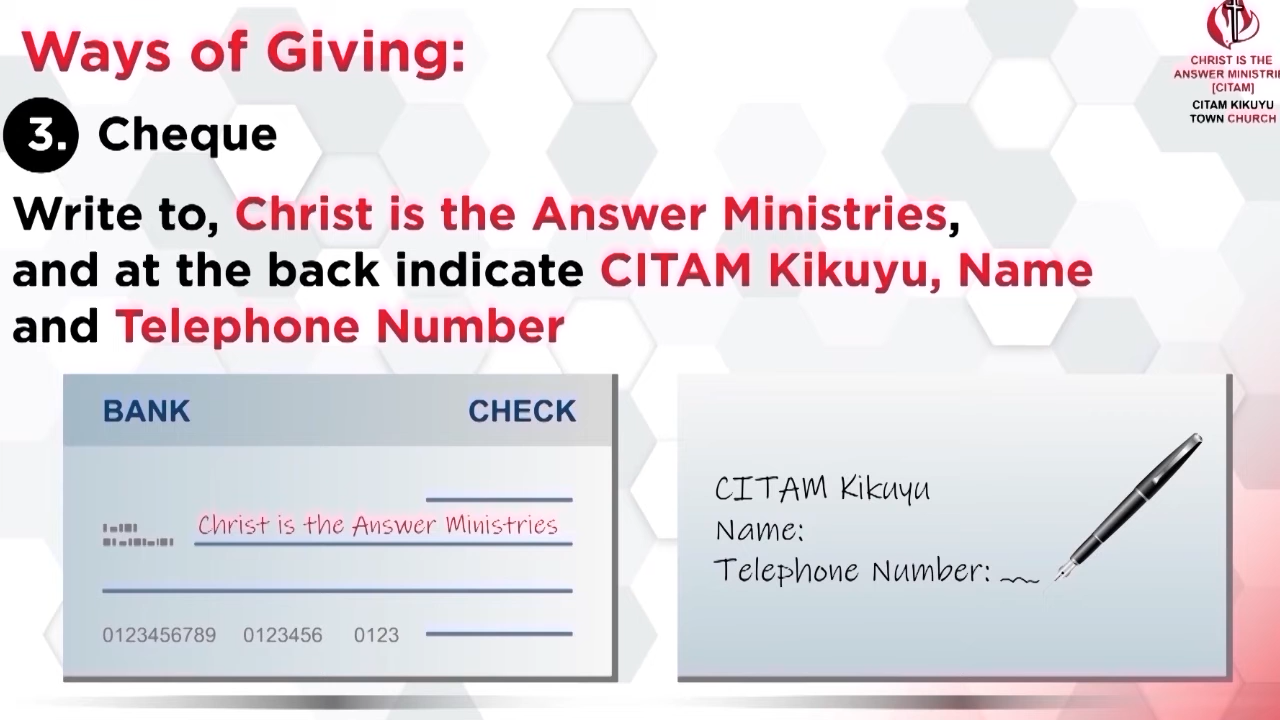 Ways of Giving:
3. Cheque
Write to, Christ is the Answer Ministries,
and at the back indicate CITAM Kikuyu, Name
and Telephone Number
BANK CHECK
Christ is the Answer Ministries
0123456789 0123456 0123
CITAM Kikuyu
Name:
Telephone Number:
CHRIST IS THE
ANSWER MINISTRIE
[CITAM]
CITAM KIKUYU
TOWN CHURCH